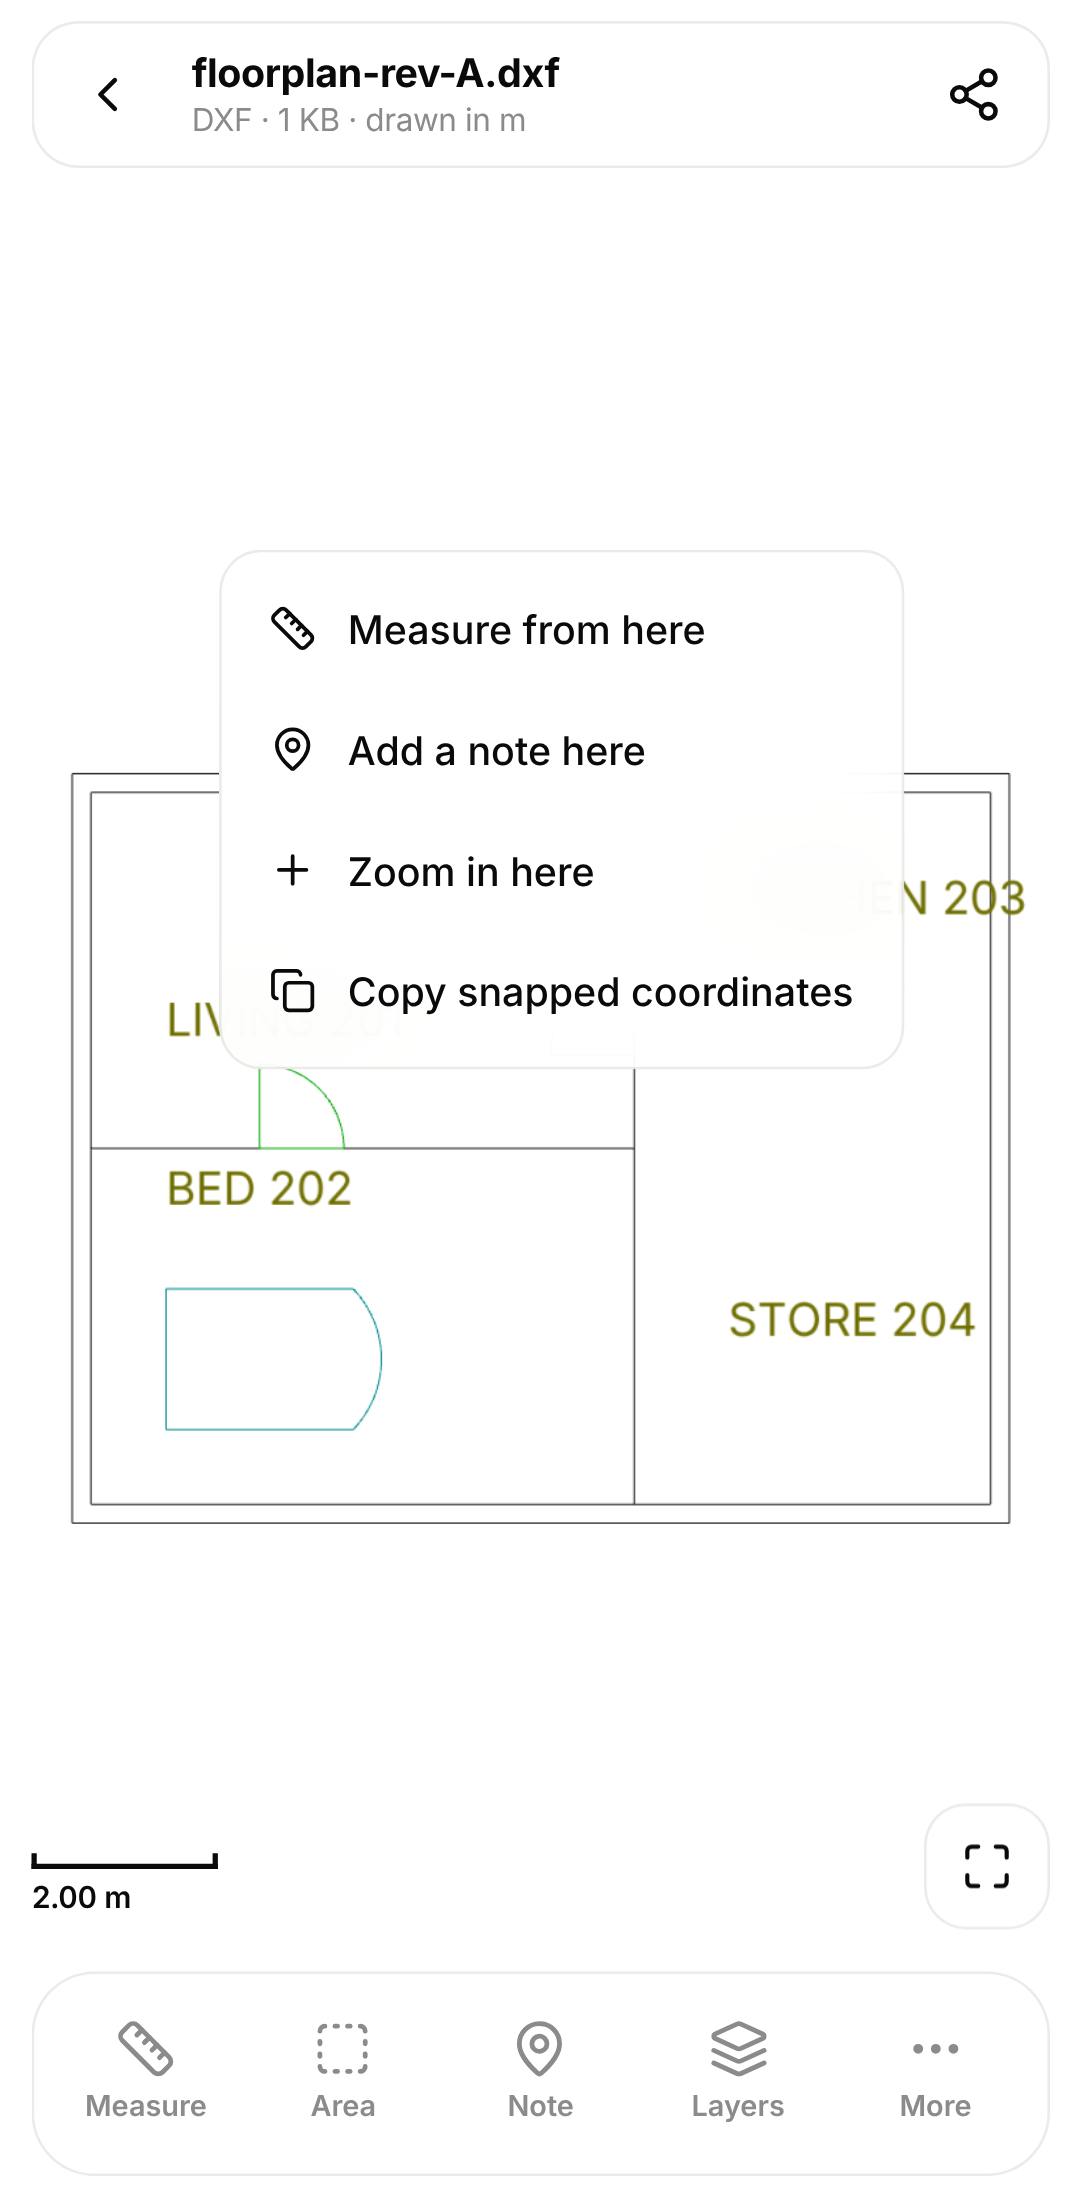 floorplan-rev-A.dxf
DXF · 1 KB · drawn in m
Measure from here
Add a note here
Zoom in here
N 203
Copy snapped coordinates
BED 202
STORE 204
2.00 m
Measure
Area
Note
Layers
More